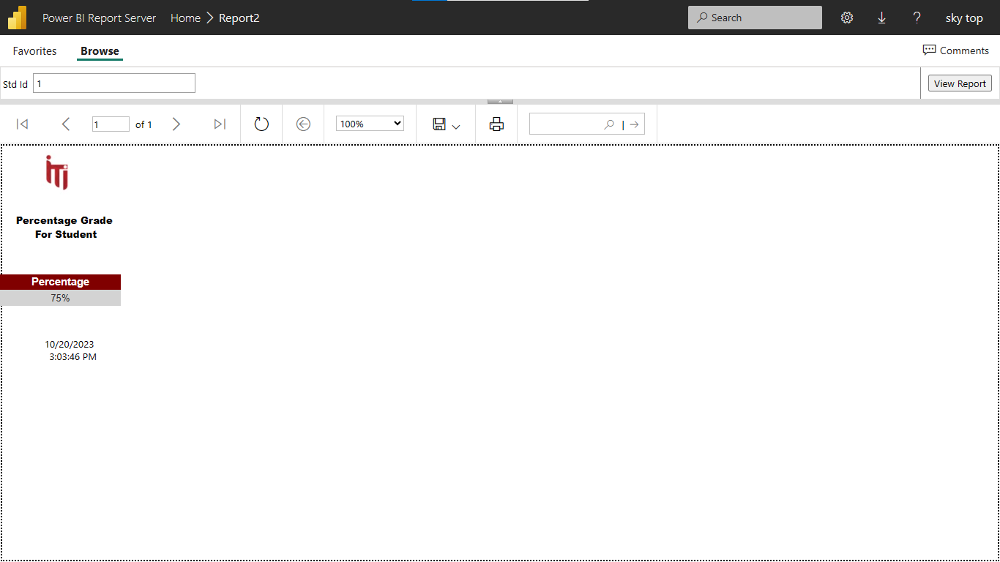 Power BI Report Server Home Report2 Search ? sky top
Favorites Browse Comments
Std Id 1 View Report
1 of 1 100% |
iTi
Percentage Grade
For Student
Percentage
75%
10/20/2023
3:03:46 PM